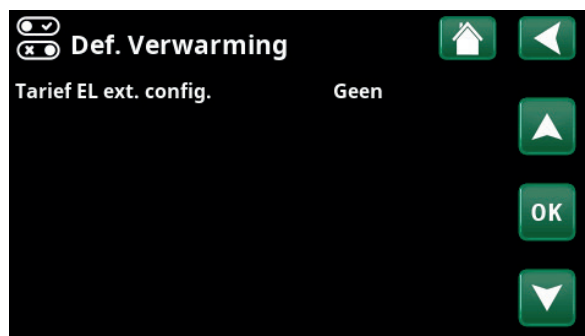 Def. Verwarming
Tarief EL ext. config. Geen
OK